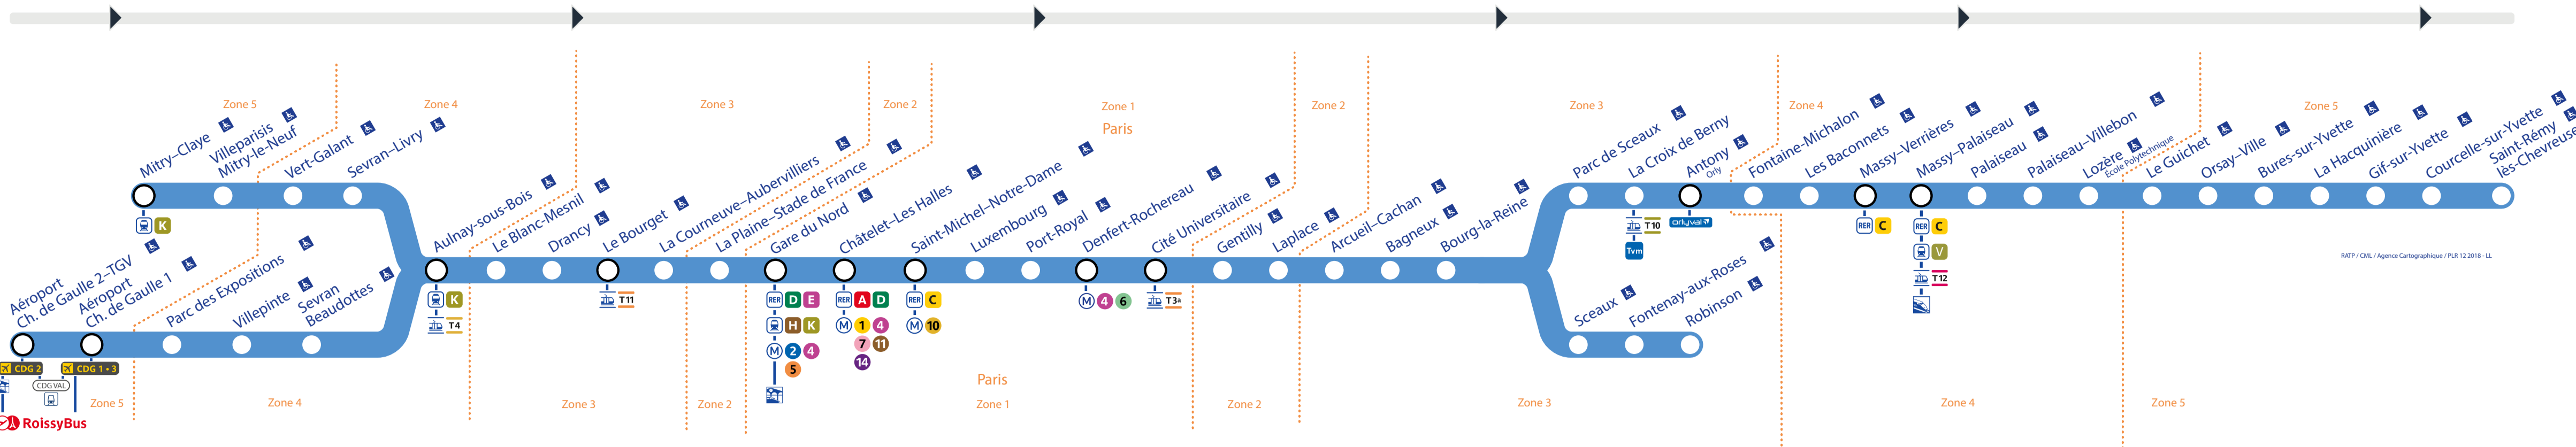 Zone 5
Zone 4
Zone 3
Zone 2
Zone 1
Paris
Zone 2
Zone 3
Zone 4
Zone 5
Mitry–Claye
Villeparisis
Mitry-le-Neuf
Vert-Galant
Sevran–Livry
K
Aéroport
Ch. de Gaulle 2–TGV
Aéroport
Ch. de Gaulle 1
Parc des Expositions
Villepinte
Sevran
Beaudottes
CDG 2
CDG 1 • 3
CDG VAL
RoissyBus
Aulnay-sous-Bois
K
T4
Le Blanc-Mesnil
Drancy
Le Bourget
T11
La Courneuve–Aubervilliers
La Plaine–Stade de France
Gare du Nord
RER D E
H K
M 2 4
5
Châtelet–Les Halles
RER A D
M 1 4
7 11
14
Saint-Michel–Notre-Dame
RER C
M 10
Luxembourg
Port-Royal
Denfert-Rochereau
M 4 6
Cité Universitaire
T3a
Gentilly
Laplace
Arcueil–Cachan
Bagneux
Bourg-la-Reine
Parc de Sceaux
La Croix de Berny
T10
Tvm
Antony
Orly
orlyval
Fontaine-Michalon
Les Baconnets
Massy–Verrières
RER C
Massy–Palaiseau
RER C
V
T12
Palaiseau
Palaiseau–Villebon
Lozère
École Polytechnique
Le Guichet
Orsay–Ville
Bures-sur-Yvette
La Hacquinière
Gif-sur-Yvette
Courcelle-sur-Yvette
Saint-Rémy
lès-Chevreuse
Sceaux
Fontenay-aux-Roses
Robinson
RATP / CML / Agence Cartographique / PLR 12 2018 - LL
Zone 5
Zone 4
Zone 3
Zone 2
Paris
Zone 1
Zone 2
Zone 3
Zone 4
Zone 5